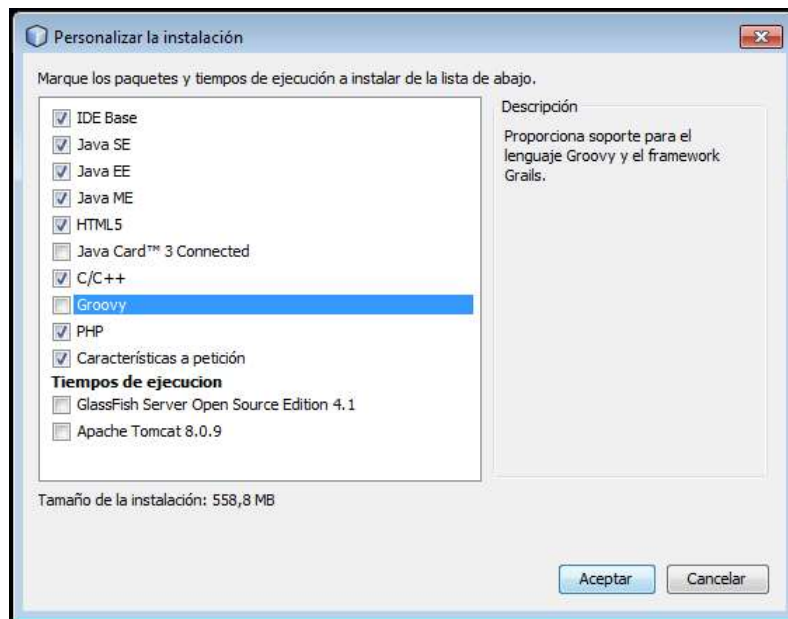 Personalizar la instalación
Marque los paquetes y tiempos de ejecución a instalar de la lista de abajo.
IDE Base
Java SE
Java EE
Java ME
HTML5
Java Card™ 3 Connected
C/C++
Groovy
PHP
Características a petición
Tiempos de ejecucion
GlassFish Server Open Source Edition 4.1
Apache Tomcat 8.0.9
Descripción
Proporciona soporte para el
lenguaje Groovy y el framework
Grails.
Tamaño de la instalación: 558,8 MB
Aceptar
Cancelar